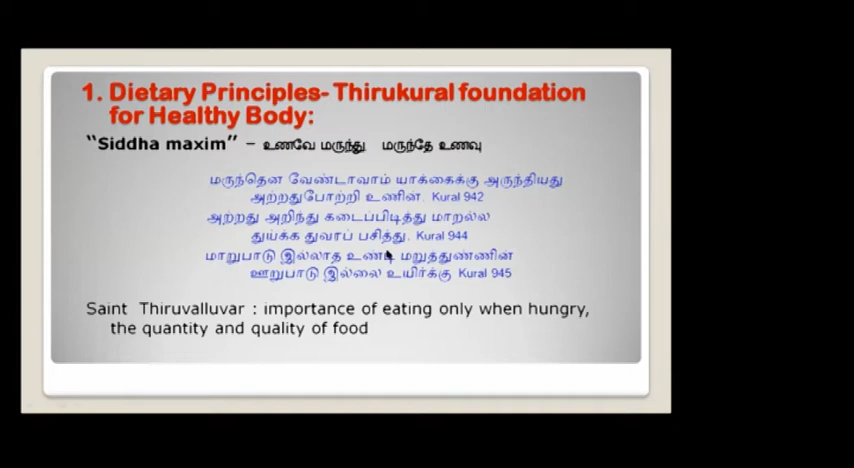 1. Dietary Principles- Thirukural foundation
for Healthy Body:
“Siddha maxim” – உணவே மருந்து மருந்தே உணவு
மருந்தென வேண்டாவாம் யாக்கைக்கு அருந்தியது
அற்றதுபோற்றி உணின். Kural 942
அற்றது அறிந்து கடைப்பிடித்து மாறல்ல
துய்க்க துவரப் பசித்து. Kural 944
மாறுபாடு இல்லாத உண்டி மறுத்துண்ணின்
ஊறுபாடு இல்லை உயிர்க்கு Kural 945
Saint Thiruvalluvar : importance of eating only when hungry,
the quantity and quality of food